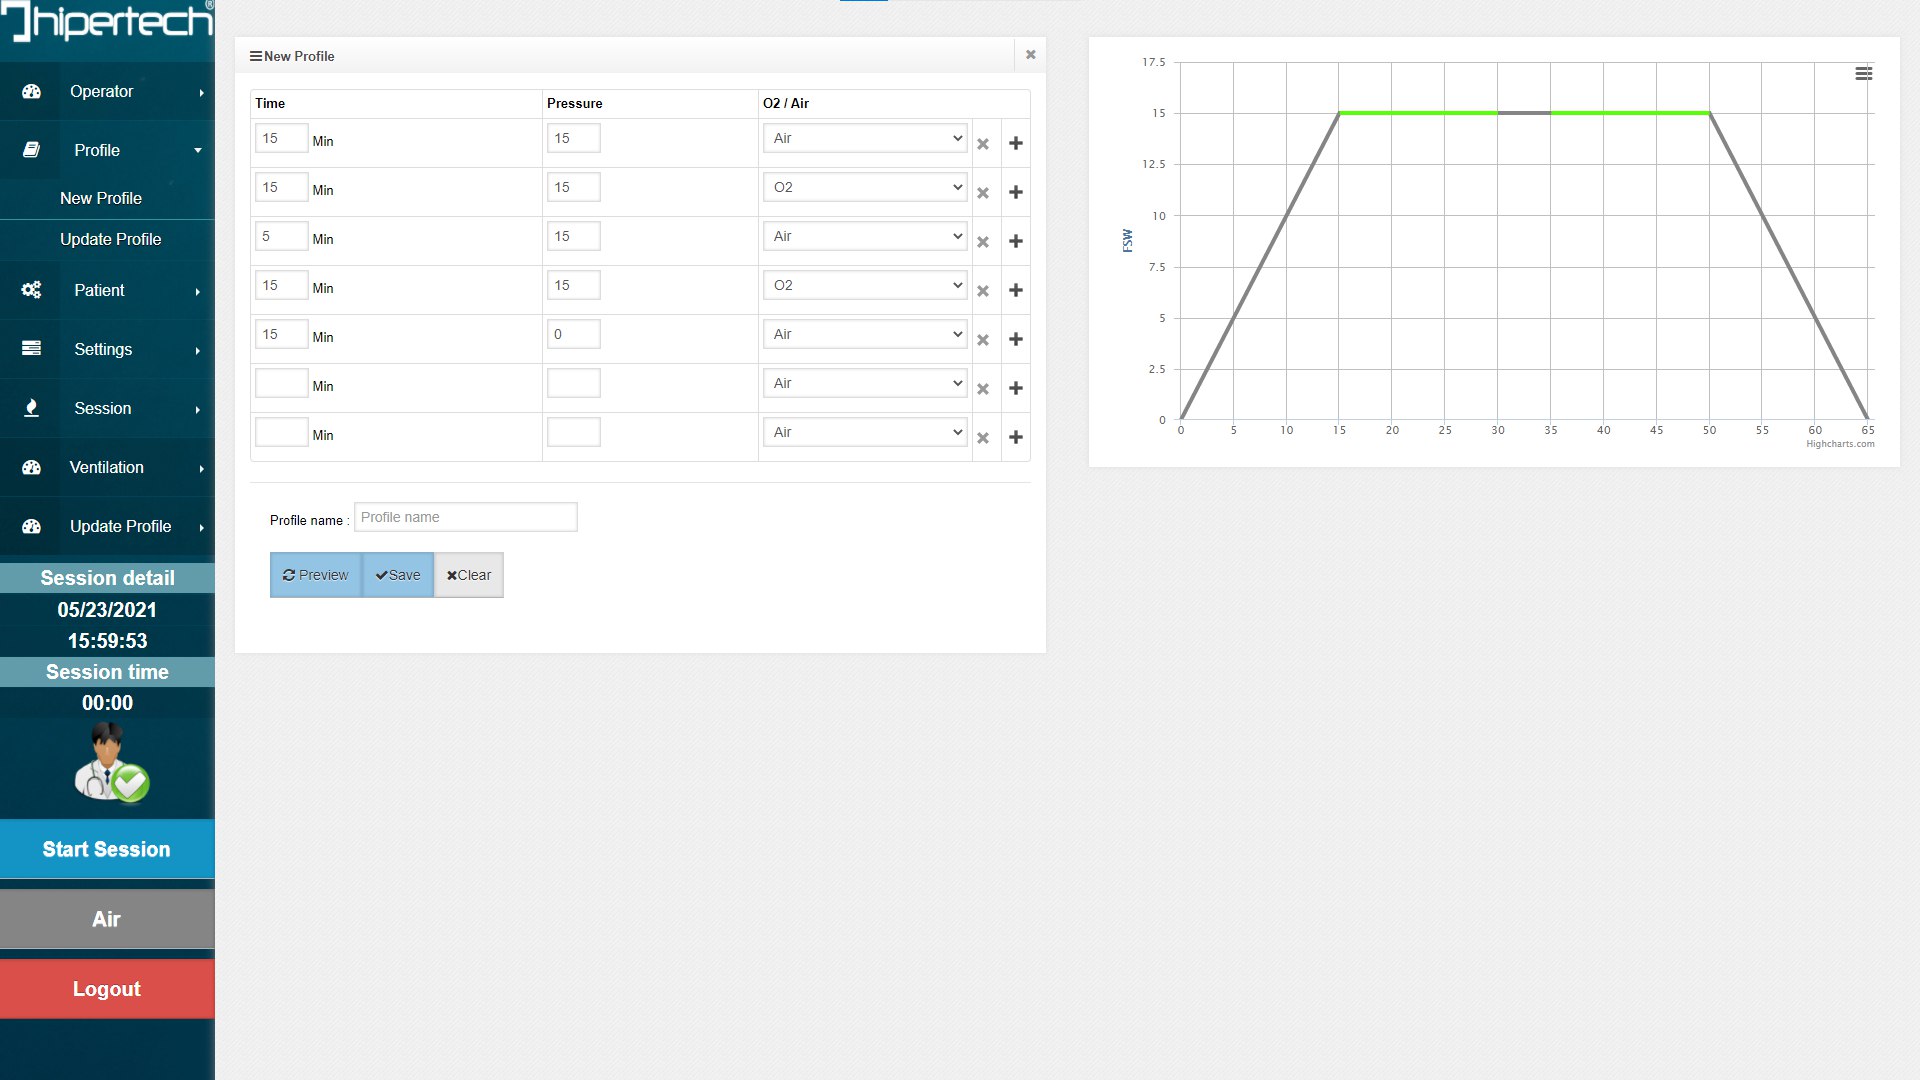 hipertech®
Operator
Profile
New Profile
Update Profile
Patient
Settings
Session
Ventilation
Update Profile
Session detail
05/23/2021
15:59:53
Session time
00:00
Start Session
Air
Logout
New Profile
Time Pressure O2 / Air
15 Min 15 Air
15 Min 15 O2
5 Min 15 Air
15 Min 15 O2
15 Min 0 Air
Min Air
Min Air
Profile name : Profile name
Preview Save Clear
17.5
15
12.5
10
7.5
5
2.5
0
FSW
0 5 10 15 20 25 30 35 40 45 50 55 60 65
Highcharts.com